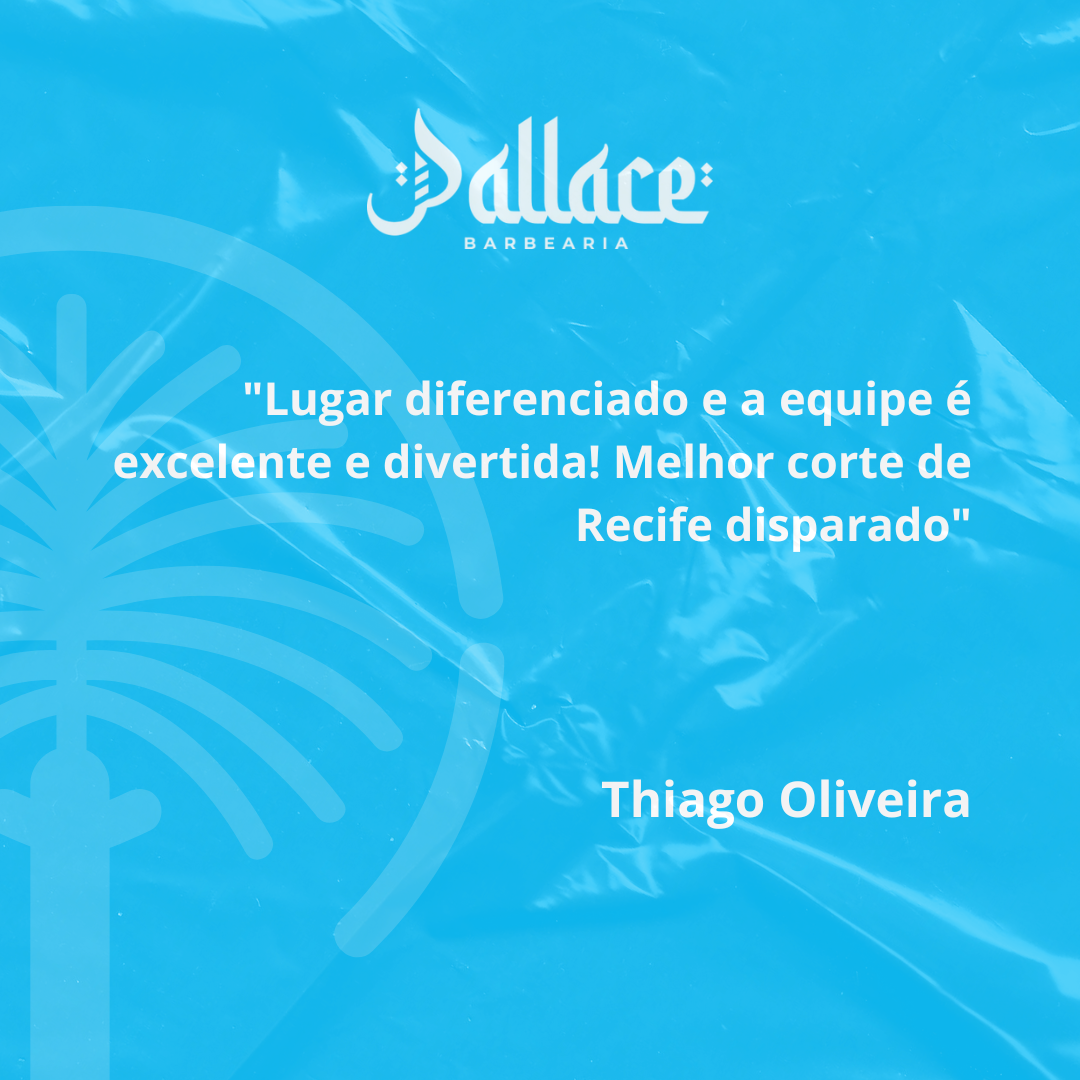 Pallace
BARBEARIA
"Lugar diferenciado e a equipe é
excelente e divertida! Melhor corte de
Recife disparado"
Thiago Oliveira